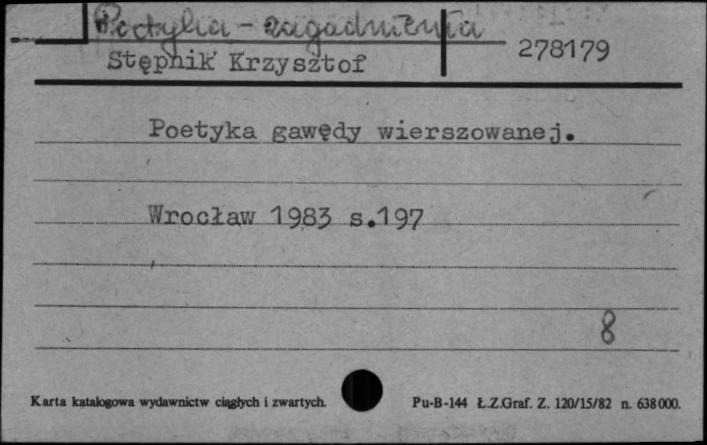 Poetyka - zagadnienia
Stępnik Krzysztof 278179
Poetyka gawędy wierszowanej.
Wrocław 1983 s.197
8
Karta katalogowa wydawnictw ciągłych i zwartych. Pu-B-144 Ł.Z.Graf. Z. 120/15/82 n. 638000.